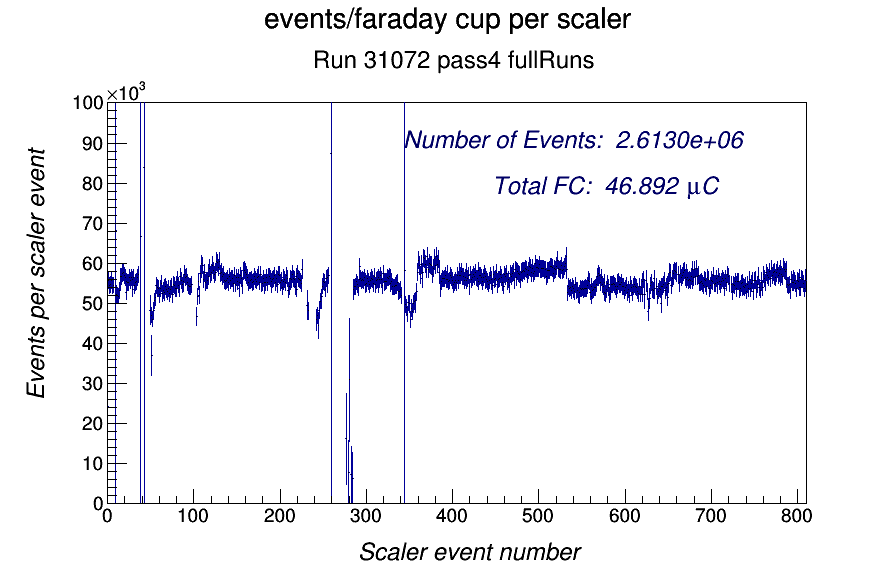 events/faraday cup per scaler
Run 31072 pass4 fullRuns
×10³
100
90
80
70
60
50
40
30
20
10
0
Events per scaler event
Number of Events: 2.6130e+06
Total FC: 46.892 μC
0 100 200 300 400 500 600 700 800
Scaler event number